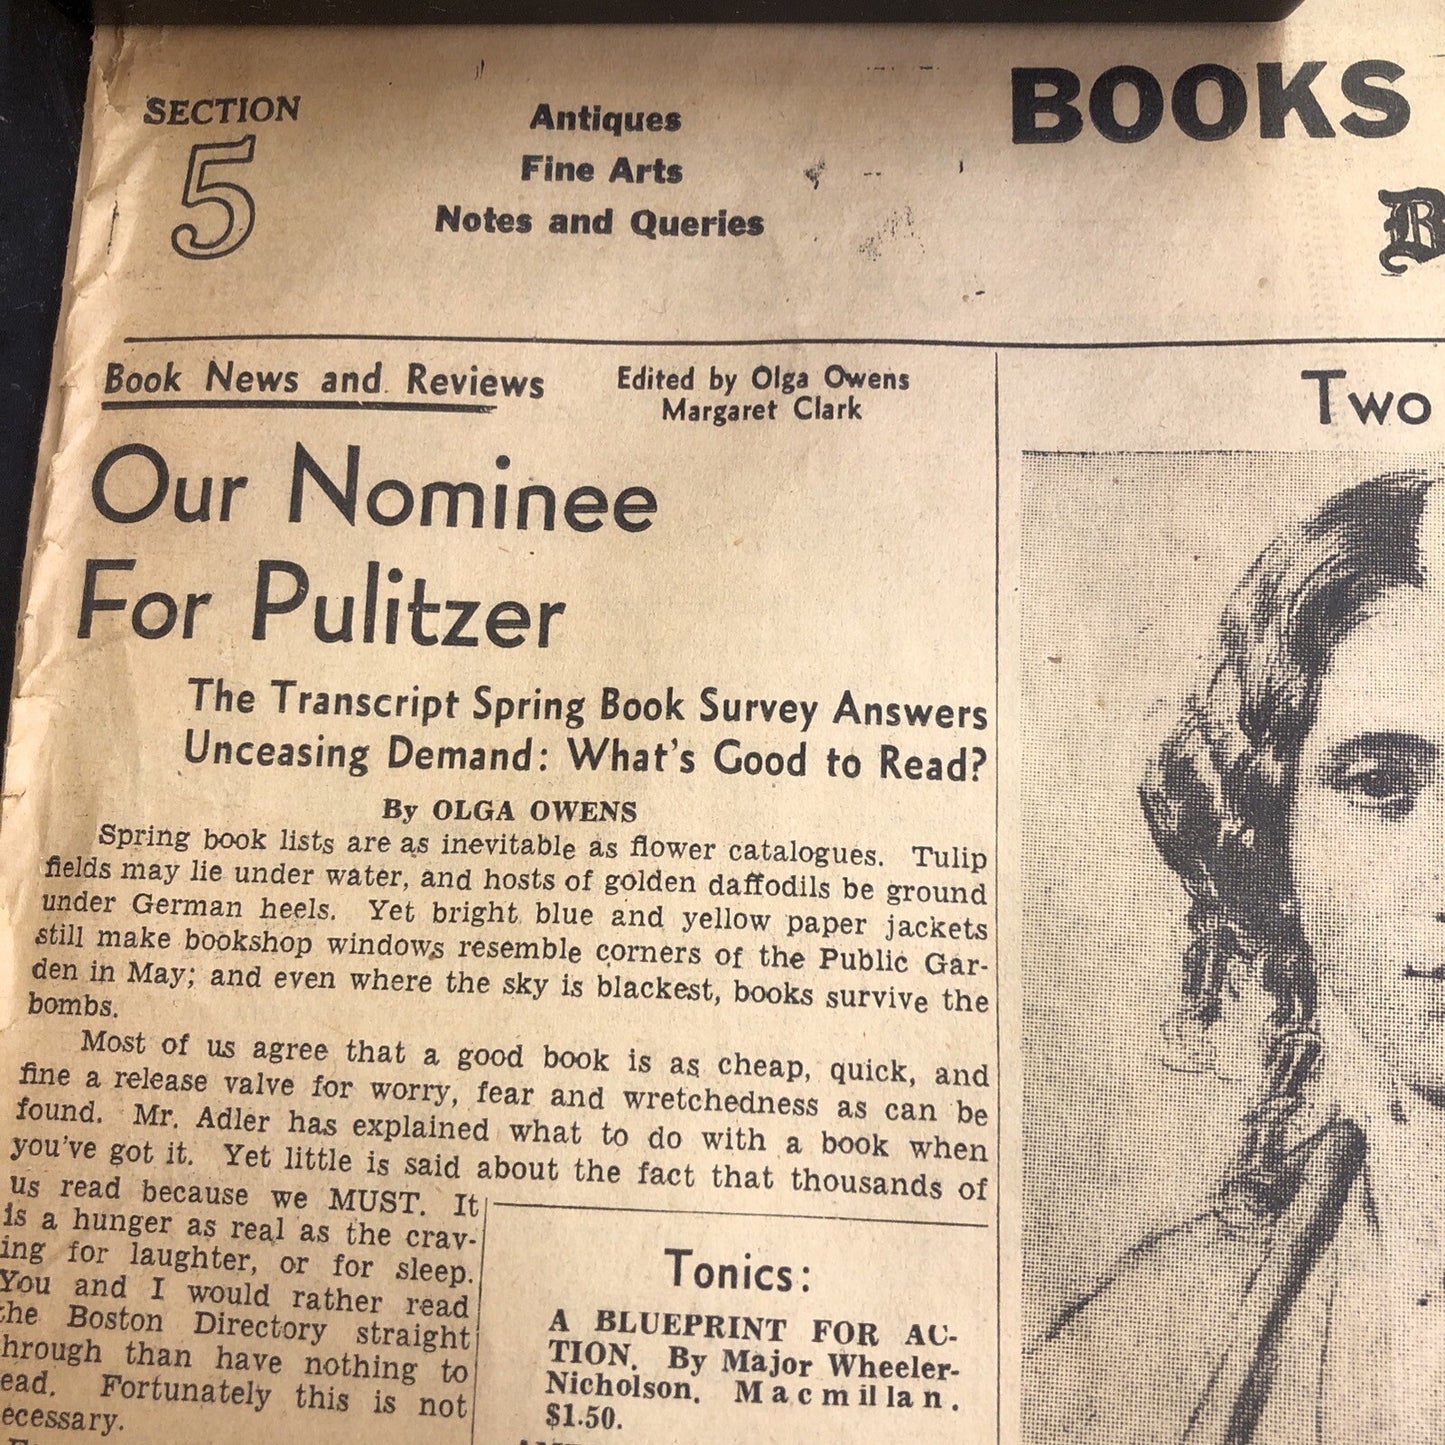 SECTION
5
Antiques
Fine Arts
Notes and Queries
BOOKS
B
Book News and Reviews
Edited by Olga Owens
Margaret Clark
Our Nominee
For Pulitzer
The Transcript Spring Book Survey Answers
Unceasing Demand: What's Good to Read?
By OLGA OWENS
Spring book lists are as inevitable as flower catalogues. Tulip
fields may lie under water, and hosts of golden daffodils be ground
under German heels. Yet bright blue and yellow paper jackets
still make bookshop windows resemble corners of the Public Gar-
den in May; and even where the sky is blackest, books survive the
bombs.
Most of us agree that a good book is as cheap, quick, and
fine a release valve for worry, fear and wretchedness as can be
found. Mr. Adler has explained what to do with a book when
you've got it. Yet little is said about the fact that thousands of
us read because we MUST. It
is a hunger as real as the crav-
ing for laughter, or for sleep.
You and I would rather read
the Boston Directory straight
hrough than have nothing to
ead. Fortunately this is not
ecessary.
Tonics:
A BLUEPRINT FOR AC-
TION. By Major Wheeler-
Nicholson. Macmillan.
$1.50.
Two